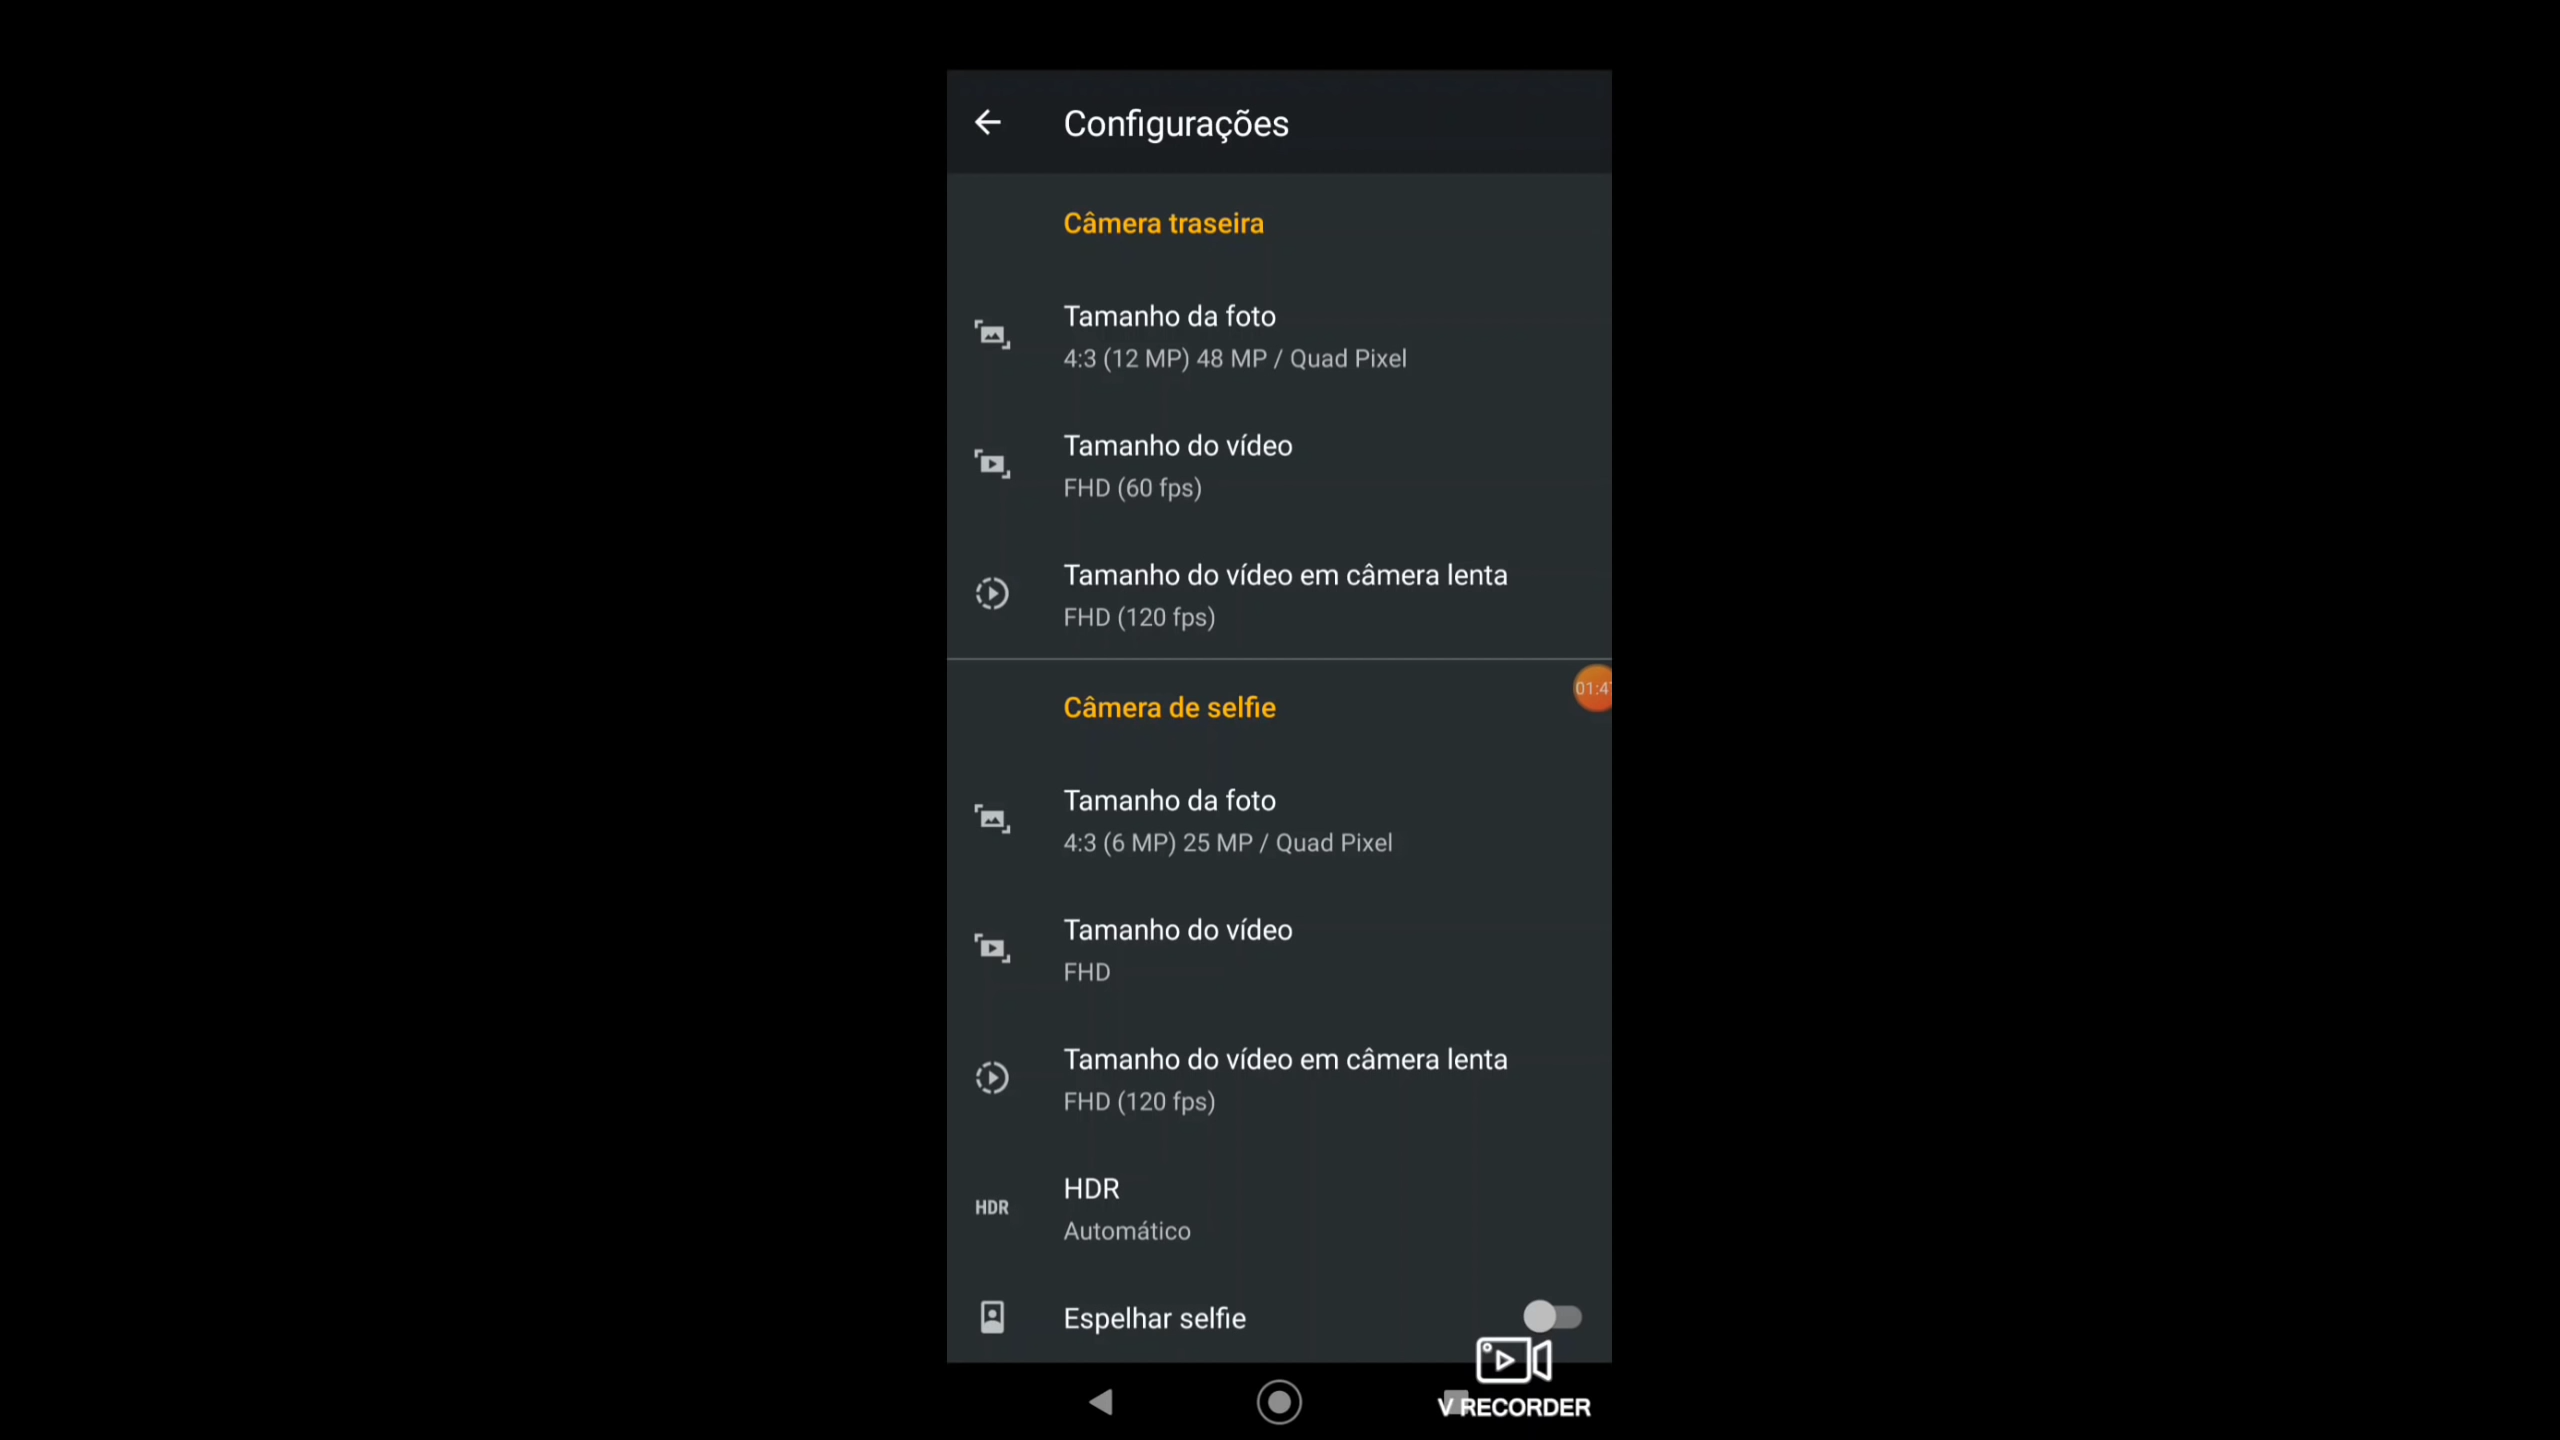 Configurações
Câmera traseira
Tamanho da foto
4:3 (12 MP) 48 MP / Quad Pixel
Tamanho do vídeo
FHD (60 fps)
Tamanho do vídeo em câmera lenta
FHD (120 fps)
Câmera de selfie
Tamanho da foto
4:3 (6 MP) 25 MP / Quad Pixel
Tamanho do vídeo
FHD
Tamanho do vídeo em câmera lenta
FHD (120 fps)
HDR
HDR
Automático
Espelhar selfie
V RECORDER